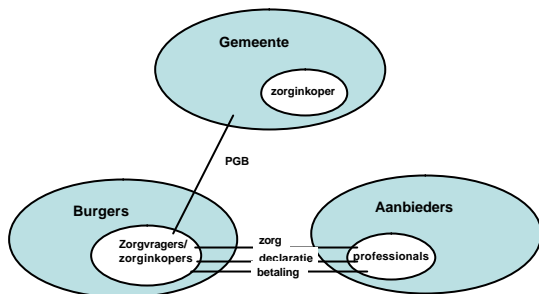 Gemeente
zorginkoper
PGB
Burgers
Zorgvragers/
zorginkopers
zorg
declaratie
betaling
Aanbieders
professionals